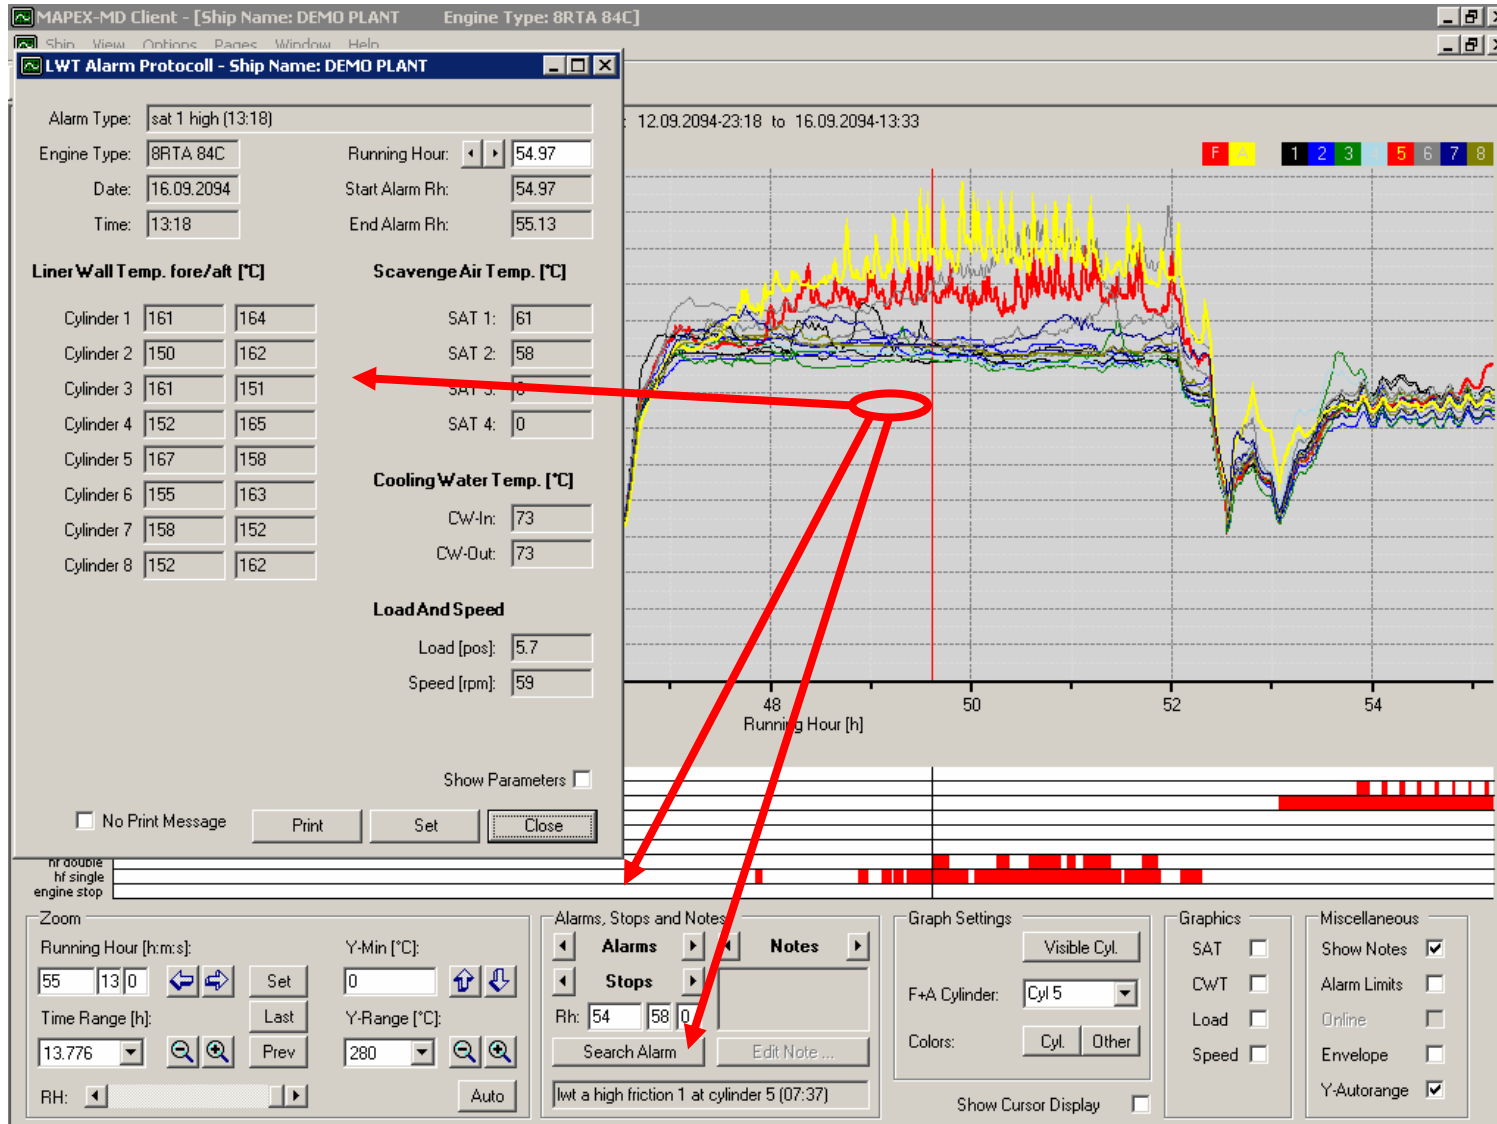 MAPEX-MD Client - [Ship Name: DEMO PLANT Engine Type: 8RTA 84C]
Ship View Options Pages Window Help
LWT Alarm Protocoll - Ship Name: DEMO PLANT
Alarm Type: sat 1 high (13:18)
: 12.09.2094-23:18 to 16.09.2094-13:33
Engine Type: 8RTA 84C Running Hour: 54.97
F A 1 2 3 4 5 6 7 8
Date: 16.09.2094 Start Alarm Rh: 54.97
Time: 13:18 End Alarm Rh: 55.13
Liner Wall Temp. fore/aft [°C] Scavenge Air Temp. [°C]
Cylinder 1 161 164 SAT 1: 61
Cylinder 2 150 162 SAT 2: 58
Cylinder 3 161 151 SAT 3: 0
Cylinder 4 152 165 SAT 4: 0
Cylinder 5 167 158
Cooling Water Temp. [°C]
Cylinder 6 155 163
CW-In: 73
Cylinder 7 158 152
CW-Out: 73
Cylinder 8 152 162
Load And Speed
Load [pos]: 5.7
Speed [rpm]: 59
48 50 52 54
Running Hour [h]
Show Parameters
No Print Message Print Set Close
hf double
hf single
engine stop
Zoom
Running Hour [h:m:s]: Y-Min [°C]:
55 13 0 Set 0
Time Range [h]: Last Y-Range [°C]:
13.776 Prev 280
RH: Auto
Alarms, Stops and Notes
Alarms Notes
Stops
Rh: 54 58 0
Search Alarm Edit Note ...
lwt a high friction 1 at cylinder 5 (07:37)
Graph Settings
Visible Cyl.
F+A Cylinder: Cyl 5
Colors: Cyl. Other
Show Cursor Display
Graphics
SAT
CWT
Load
Speed
Miscellaneous
Show Notes
Alarm Limits
Online
Envelope
Y-Autorange